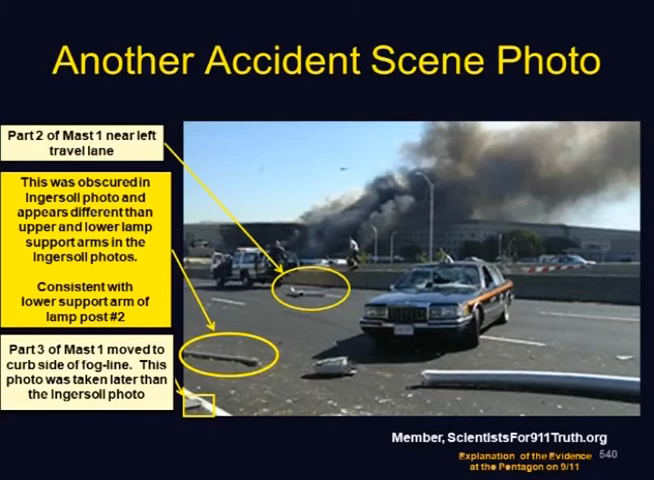 Another Accident Scene Photo
Part 2 of Mast 1 near left
travel lane
This was obscured in
Ingersoll photo and
appears different than
upper and lower lamp
support arms in the
Ingersoll photos.
Consistent with
lower support arm of
lamp post #2
Part 3 of Mast 1 moved to
curb side of fog-line. This
photo was taken later than
the Ingersoll photo
Member, ScientistsFor911Truth.org
Explanation of the Evidence 540
at the Pentagon on 9/11